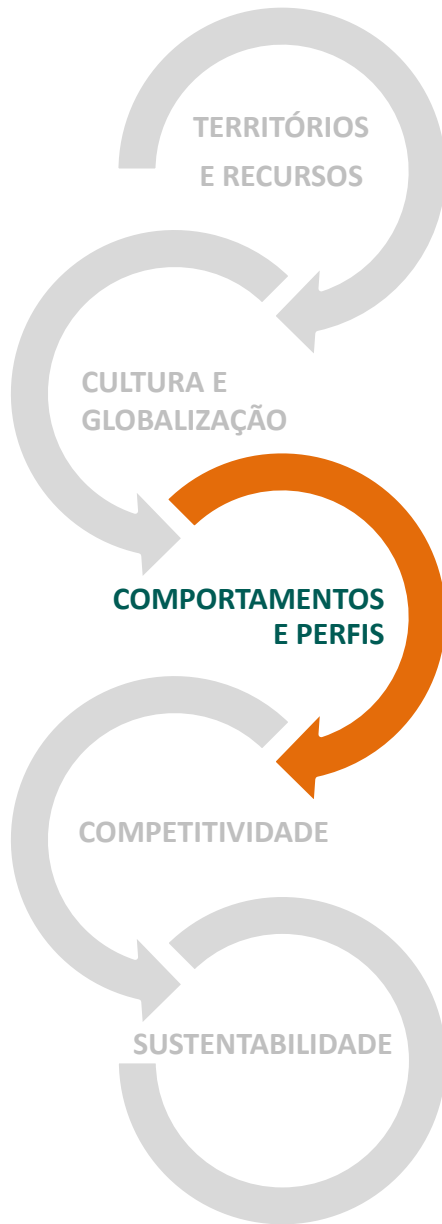 TERRITÓRIOS
E RECURSOS
CULTURA E
GLOBALIZAÇÃO
COMPORTAMENTOS
E PERFIS
COMPETITIVIDADE
SUSTENTABILIDADE